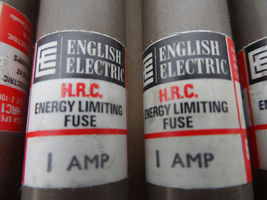 ENGLISH
ELECTRIC
H.R.C.
ENERGY LIMITING
FUSE
1 AMP
ENGLISH
ELECTRIC
H.R.C.
ENERGY LIMITING
FUSE
1 AMP